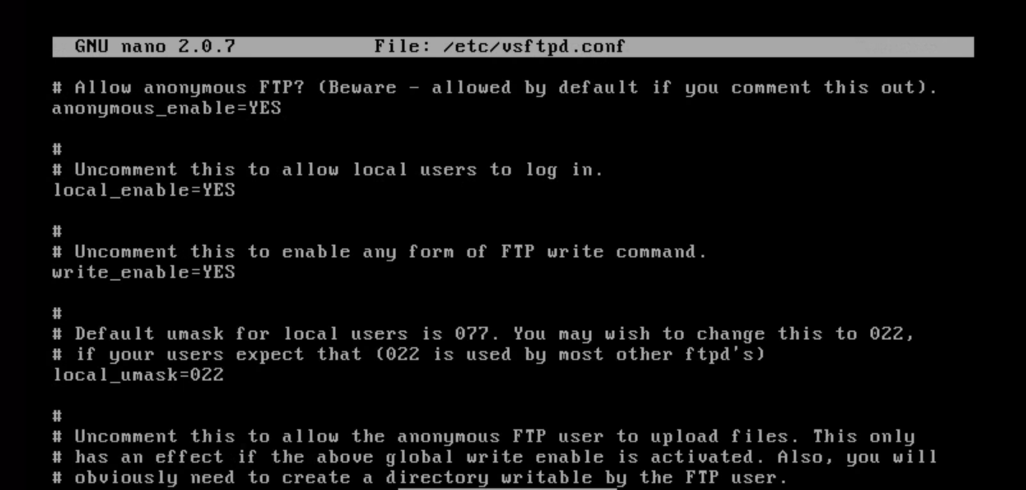 GNU nano 2.0.7 File: /etc/vsftpd.conf
# Allow anonymous FTP? (Beware - allowed by default if you comment this out).
anonymous_enable=YES
#
# Uncomment this to allow local users to log in.
local_enable=YES
#
# Uncomment this to enable any form of FTP write command.
write_enable=YES
#
# Default umask for local users is 077. You may wish to change this to 022,
# if your users expect that (022 is used by most other ftpd's)
local_umask=022
#
# Uncomment this to allow the anonymous FTP user to upload files. This only
# has an effect if the above global write enable is activated. Also, you will
# obviously need to create a directory writable by the FTP user.